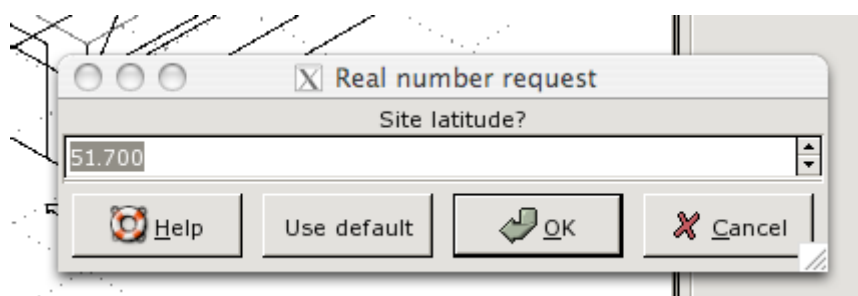 X Real number request
Site latitude?
51.700
Help Use default OK Cancel